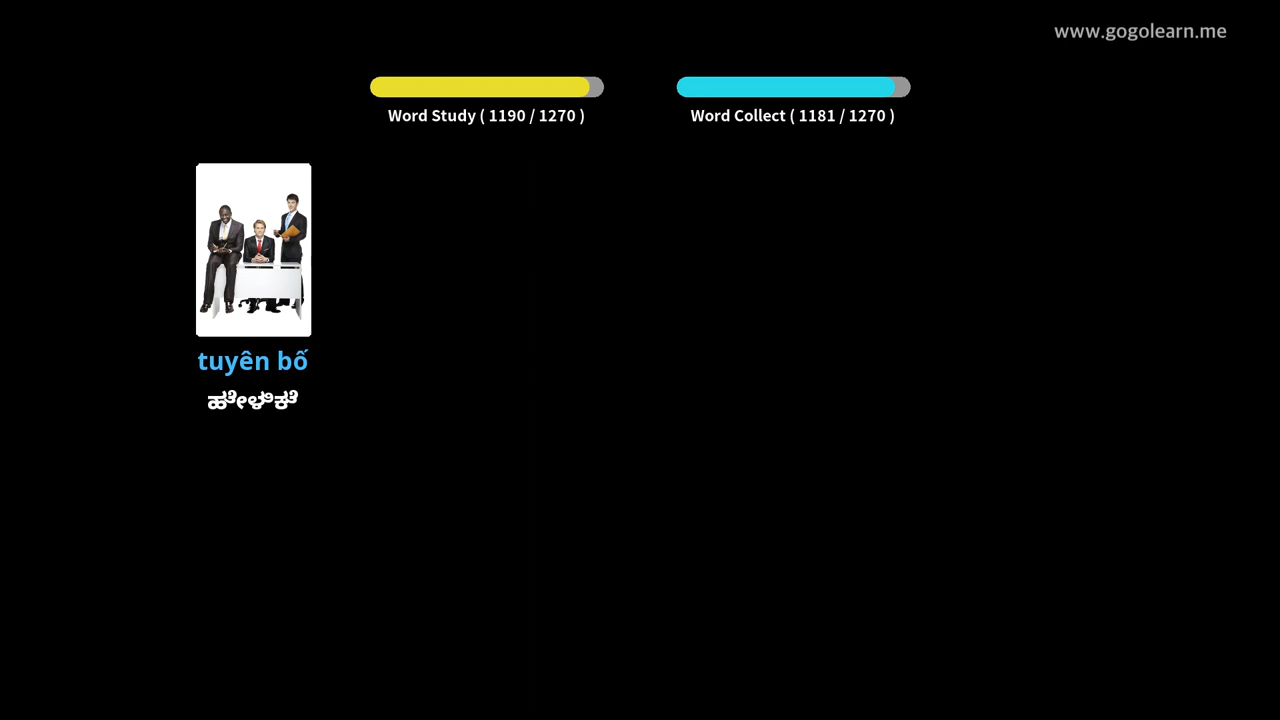 www.gogolearn.me
Word Study ( 1190 / 1270 )
Word Collect ( 1181 / 1270 )
tuyên bố
ಹೇಳಿಕೆ